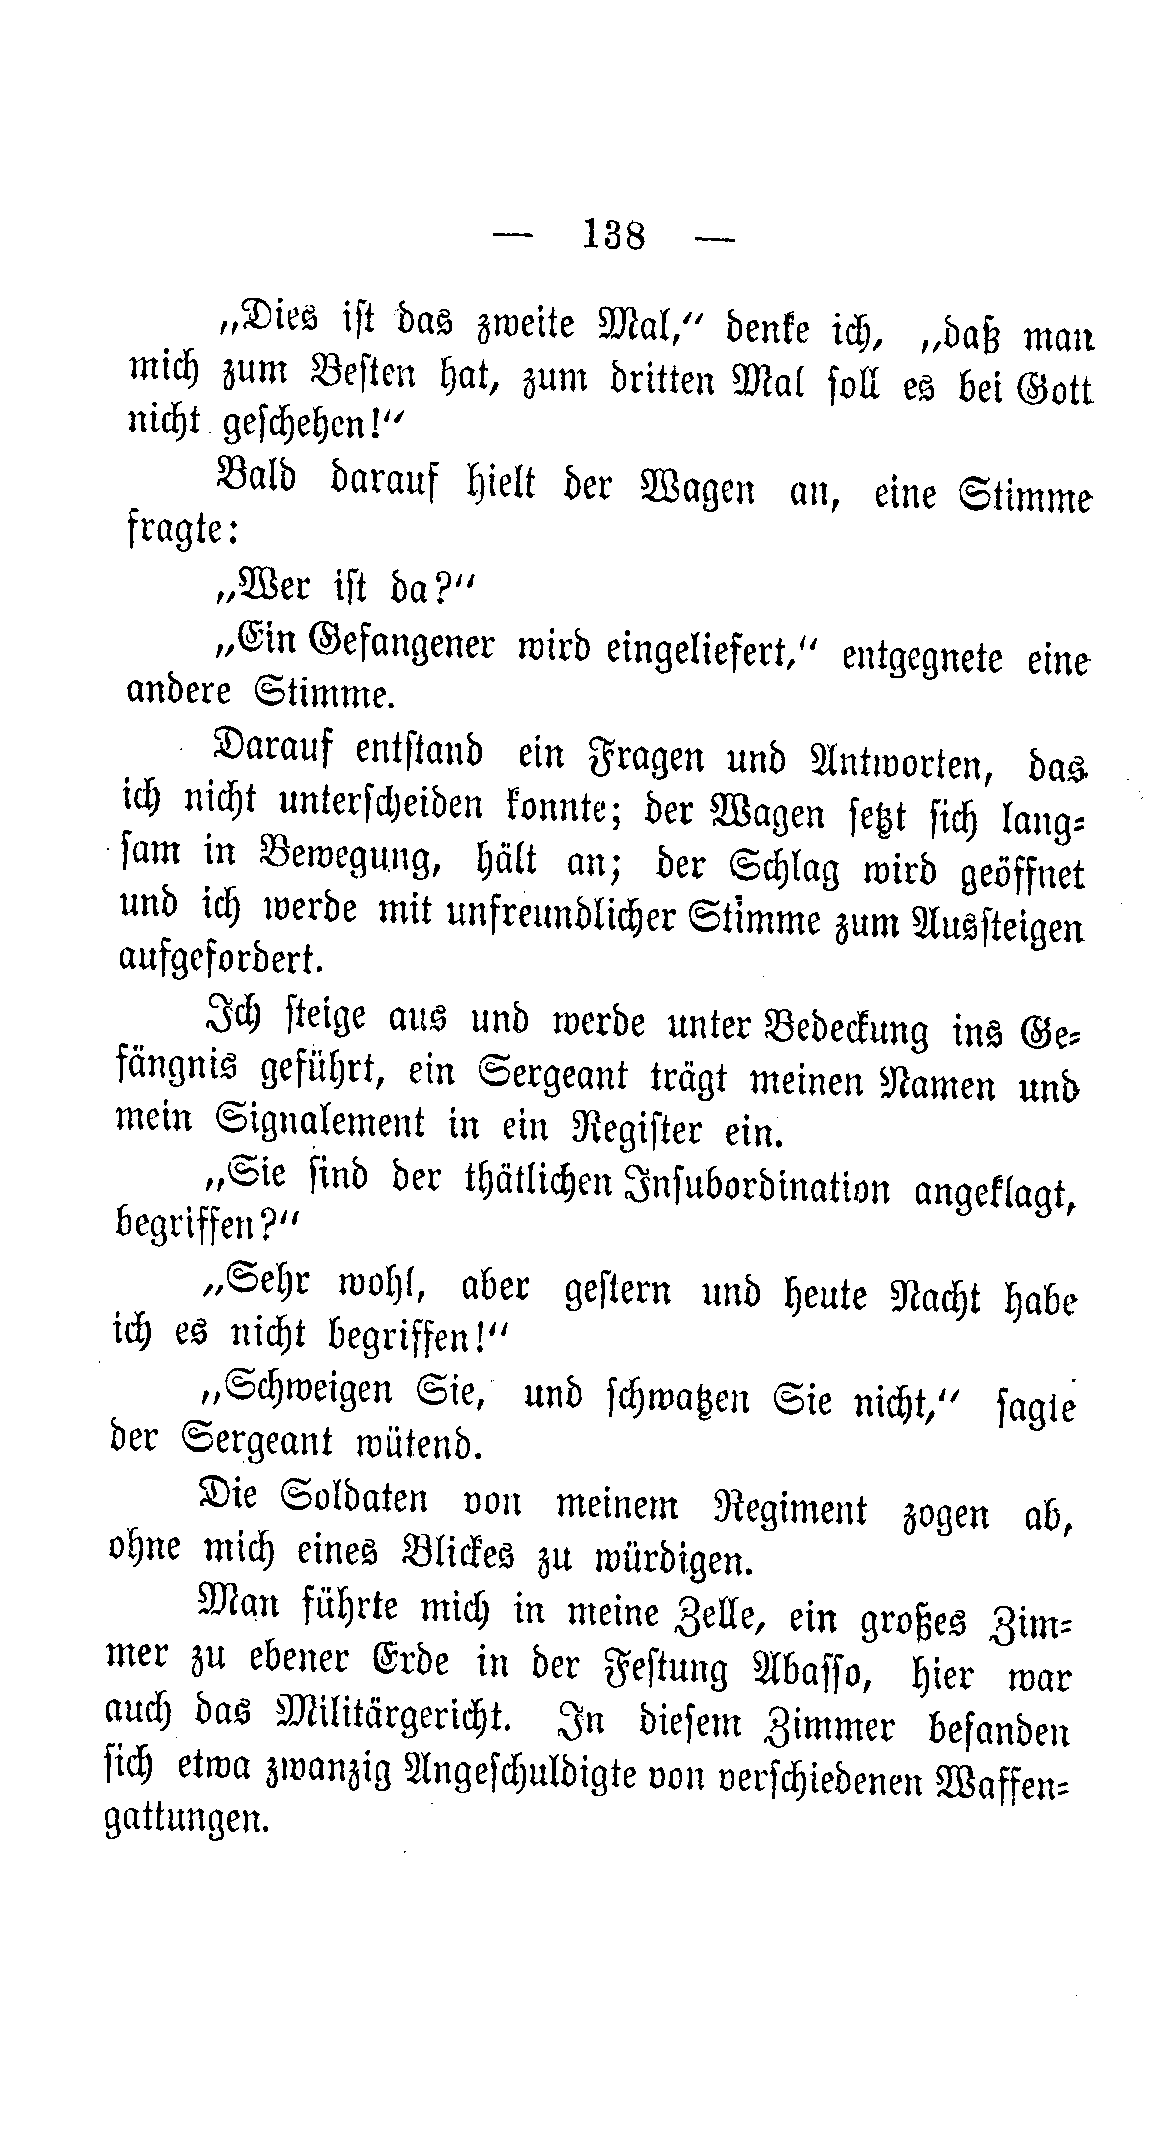 — 138 —
„Dies ist das zweite Mal,“ denke ich, „daß man
mich zum Besten hat, zum dritten Mal soll es bei Gott
nicht geschehen!“
Bald darauf hielt der Wagen an, eine Stimme
fragte:
„Wer ist da?“
„Ein Gefangener wird eingeliefert,“ entgegnete eine
andere Stimme.
Darauf entstand ein Fragen und Antworten, das
ich nicht unterscheiden konnte; der Wagen setzt sich lang-
sam in Bewegung, hält an; der Schlag wird geöffnet
und ich werde mit unfreundlicher Stimme zum Aussteigen
aufgefordert.
Ich steige aus und werde unter Bedeckung ins Ge-
fängnis geführt, ein Sergeant trägt meinen Namen und
mein Signalement in ein Register ein.
„Sie sind der thätlichen Insubordination angeklagt,
begriffen?“
„Sehr wohl, aber gestern und heute Nacht habe
ich es nicht begriffen!“
„Schweigen Sie, und schwatzen Sie nicht,“ sagte
der Sergeant wütend.
Die Soldaten von meinem Regiment zogen ab,
ohne mich eines Blickes zu würdigen.
Man führte mich in meine Zelle, ein großes Zim-
mer zu ebener Erde in der Festung Abasso, hier war
auch das Militärgericht. In diesem Zimmer befanden
sich etwa zwanzig Angeschuldigte von verschiedenen Waffen-
gattungen.